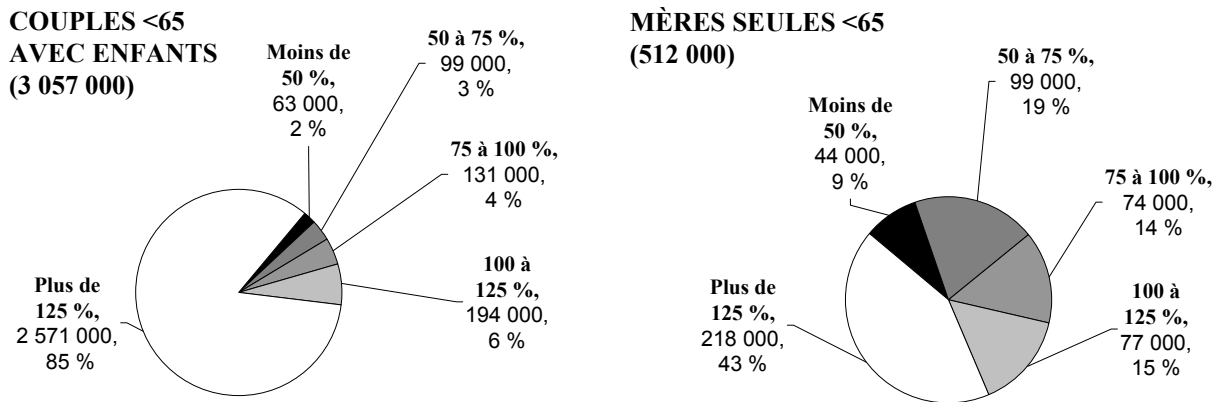 COUPLES <65
AVEC ENFANTS
(3 057 000)
Moins de
50 %,
63 000,
2 %
50 à 75 %,
99 000,
3 %
75 à 100 %,
131 000,
4 %
100 à
125 %,
194 000,
6 %
Plus de
125 %,
2 571 000,
85 %
MÈRES SEULES <65
(512 000)
Moins de
50 %,
44 000,
9 %
50 à 75 %,
99 000,
19 %
75 à 100 %,
74 000,
14 %
100 à
125 %,
77 000,
15 %
Plus de
125 %,
218 000,
43 %